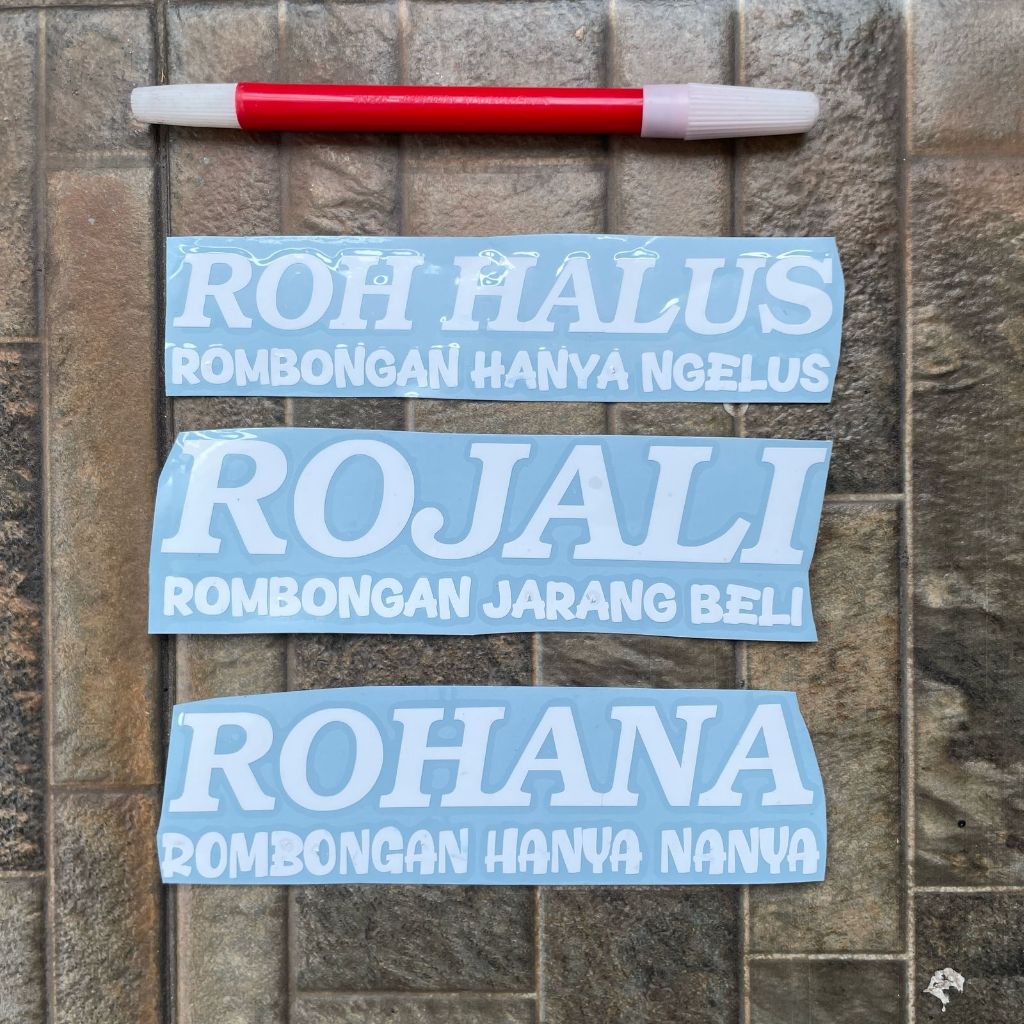 ROH HALUS
ROMBONGAN HANYA NGELUS
ROJALI
ROMBONGAN JARANG BELI
ROHANA
ROMBONGAN HANYA NANYA